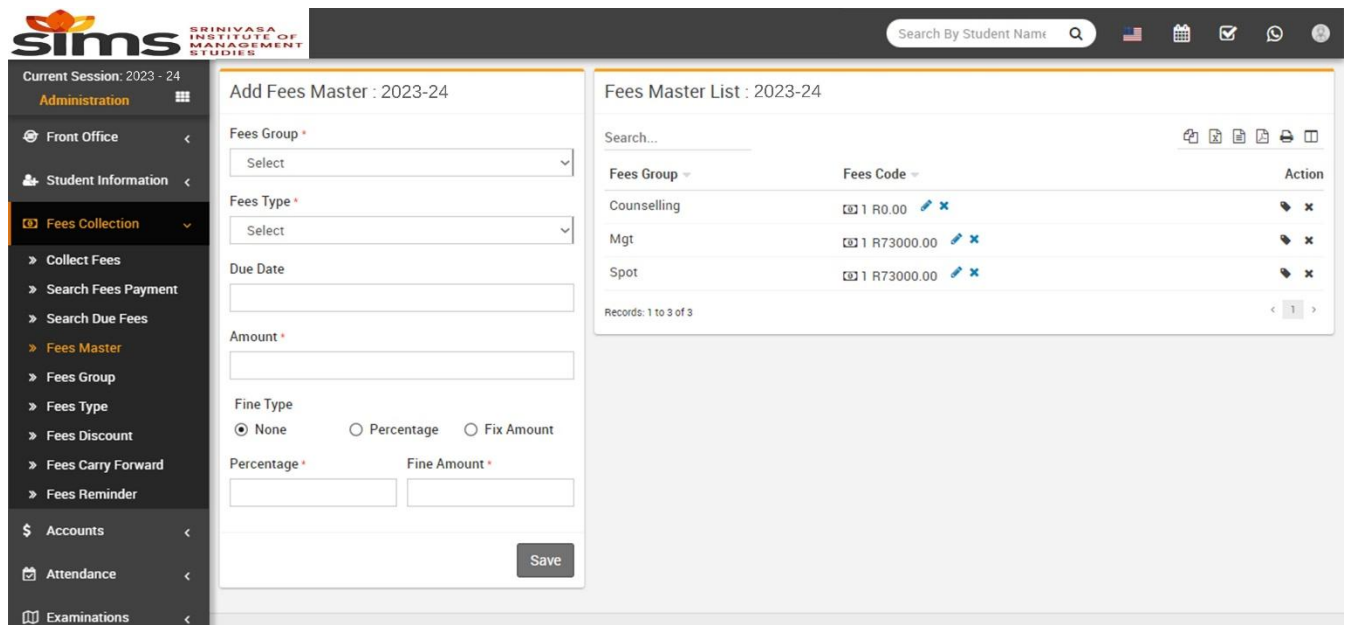 sims
SRINIVASA
INSTITUTE OF
MANAGEMENT
STUDIES
Search By Student Name
Current Session: 2023 - 24
Administration
Front Office
Student Information
Fees Collection
Collect Fees
Search Fees Payment
Search Due Fees
Fees Master
Fees Group
Fees Type
Fees Discount
Fees Carry Forward
Fees Reminder
Accounts
Attendance
Examinations
Add Fees Master : 2023-24
Fees Group *
Select
Fees Type *
Select
Due Date
Amount *
Fine Type
None Percentage Fix Amount
Percentage * Fine Amount *
Save
Fees Master List : 2023-24
Search...
Fees Group Fees Code Action
Counselling 1 R0.00
Mgt 1 R73000.00
Spot 1 R73000.00
Records: 1 to 3 of 3 1